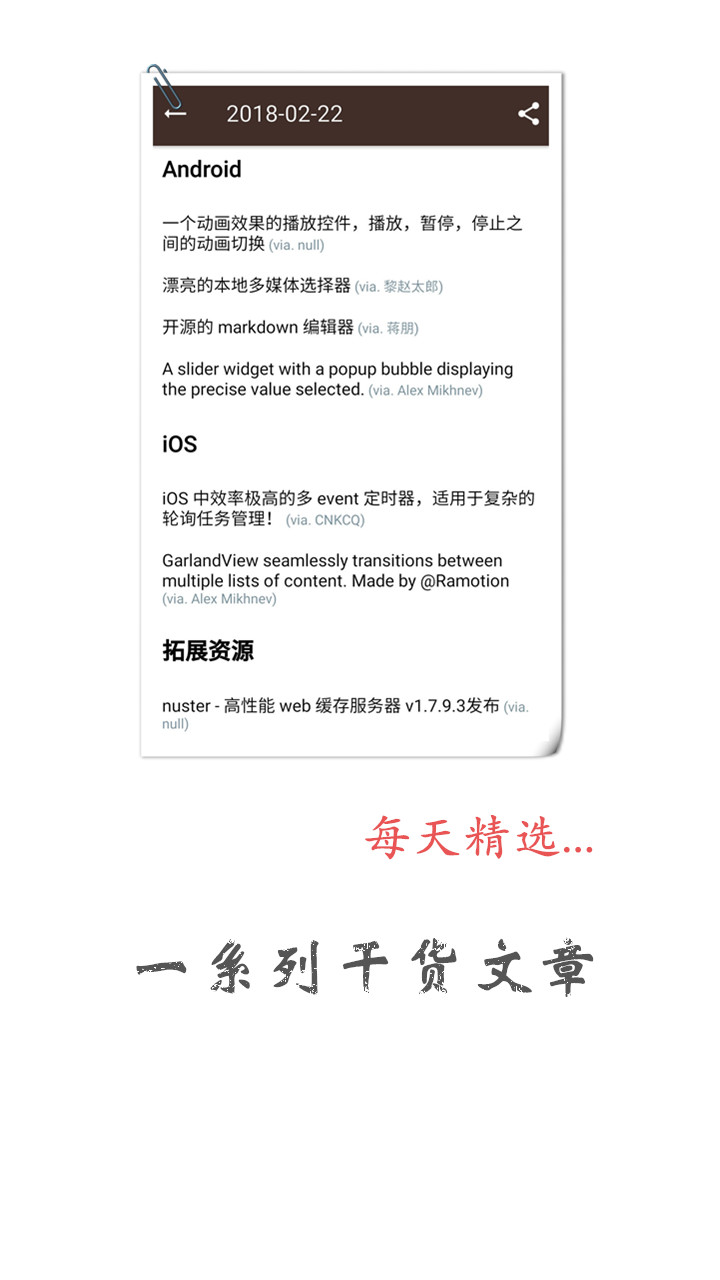 2018-02-22
Android
一个动画效果的播放控件，播放，暂停，停止之
间的动画切换 (via. null)
漂亮的本地多媒体选择器 (via. 黎赵太郎)
开源的 markdown 编辑器 (via. 蒋朋)
A slider widget with a popup bubble displaying
the precise value selected. (via. Alex Mikhnev)
iOS
iOS 中效率极高的多 event 定时器，适用于复杂的
轮询任务管理！ (via. CNKCQ)
GarlandView seamlessly transitions between
multiple lists of content. Made by @Ramotion
(via. Alex Mikhnev)
拓展资源
nuster - 高性能 web 缓存服务器 v1.7.9.3发布 (via.
null)
每天精选...
一系列干货文章